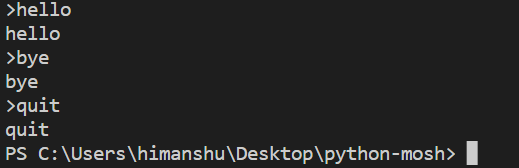 >hello
hello
>bye
bye
>quit
quit
PS C:\Users\himanshu\Desktop\python-mosh>